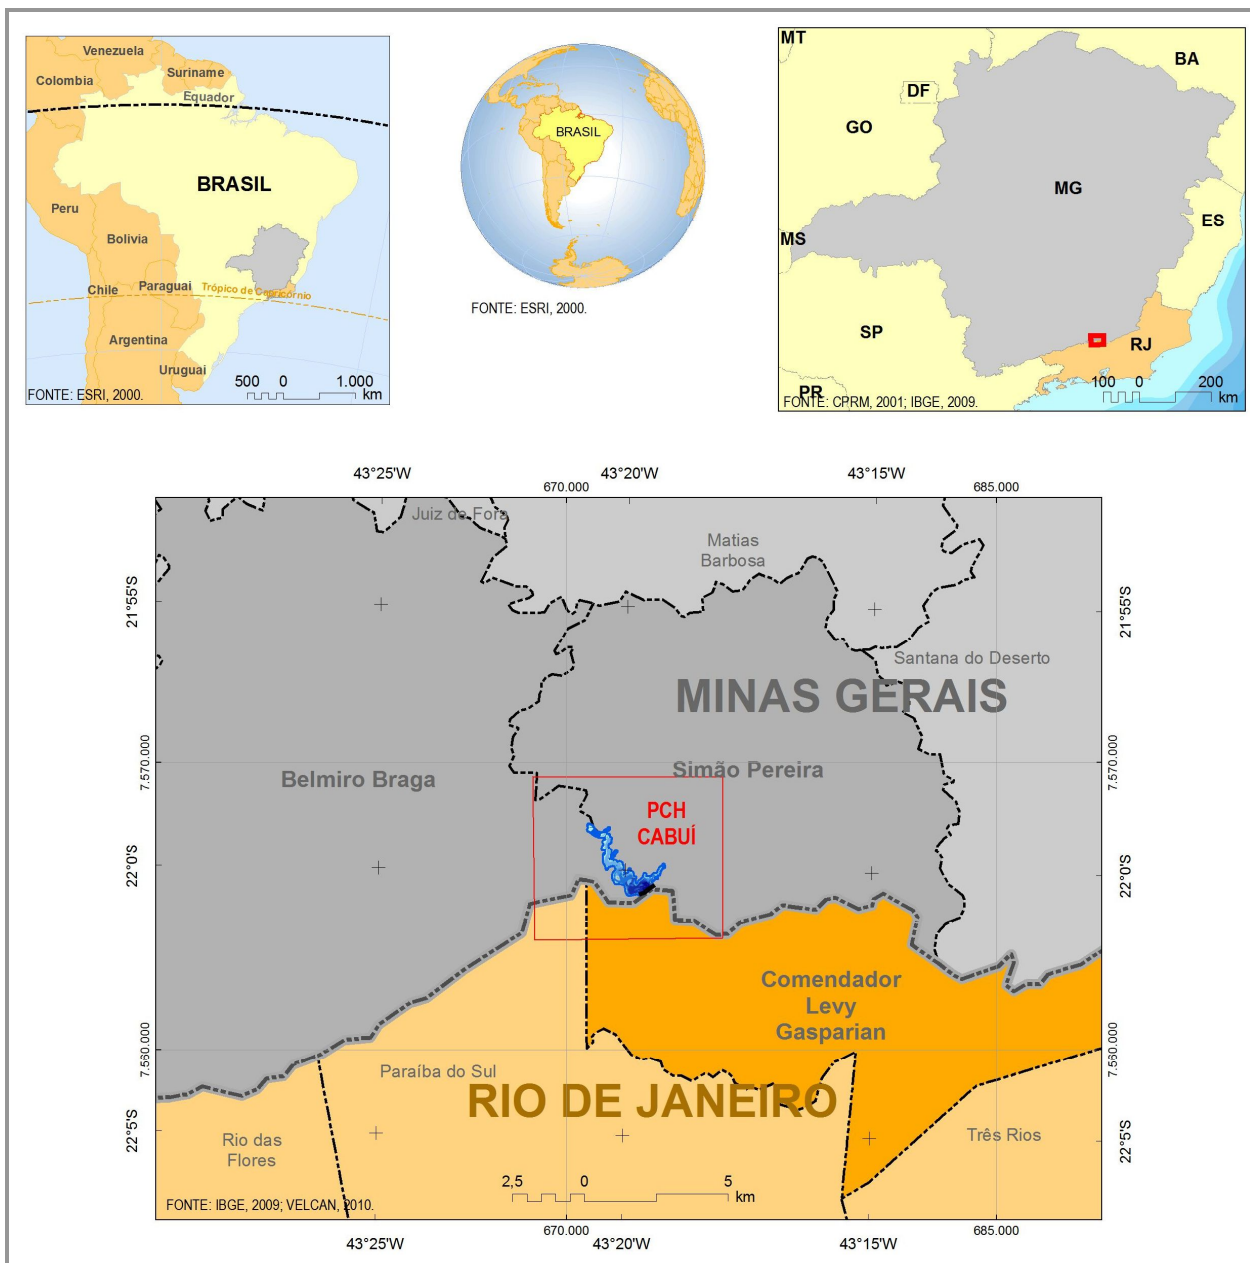 Venezuela
Colombia
Suriname
Equador
BRASIL
Peru
Bolívia
Chile
Paraguai
Trópico de Capricórnio
Argentina
Uruguai
500 0 1.000
km
FONTE: ESRI, 2000.
BRASIL
FONTE: ESRI, 2000.
MT
BA
DF
GO
MG
ES
MS
SP
RJ
PR
100 0 200
km
FONTE: CPRM, 2001; IBGE, 2009.
43°25'W
43°20'W
43°15'W
670.000
685.000
Juiz de Fora
Matias
Barbosa
21°55'S
21°55'S
Santana do Deserto
MINAS GERAIS
7.570.000
7.570.000
Belmiro Braga
Simão Pereira
PCH
CABUÍ
22°0'S
22°0'S
Comendador
Levy
Gasparian
7.560.000
7.560.000
Paraíba do Sul
RIO DE JANEIRO
Rio das
Flores
Três Rios
22°5'S
22°5'S
2,5 0 5
km
FONTE: IBGE, 2009; VELCAN, 2010.
670.000
685.000
43°25'W
43°20'W
43°15'W